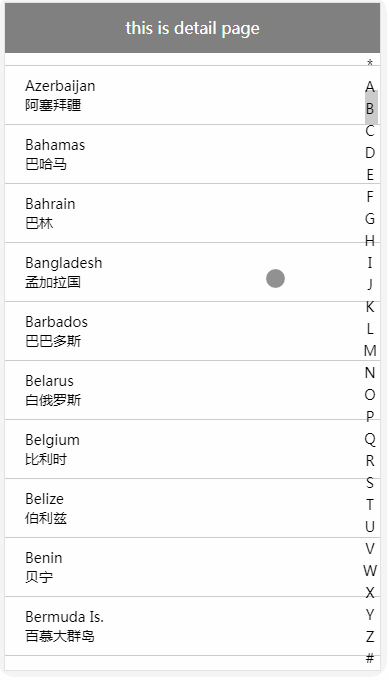 this is detail page
Azerbaijan
阿塞拜疆
Bahamas
巴哈马
Bahrain
巴林
Bangladesh
孟加拉国
Barbados
巴巴多斯
Belarus
白俄罗斯
Belgium
比利时
Belize
伯利兹
Benin
贝宁
Bermuda Is.
百慕大群岛
*
A
B
C
D
E
F
G
H
I
J
K
L
M
N
O
P
Q
R
S
T
U
V
W
X
Y
Z
#